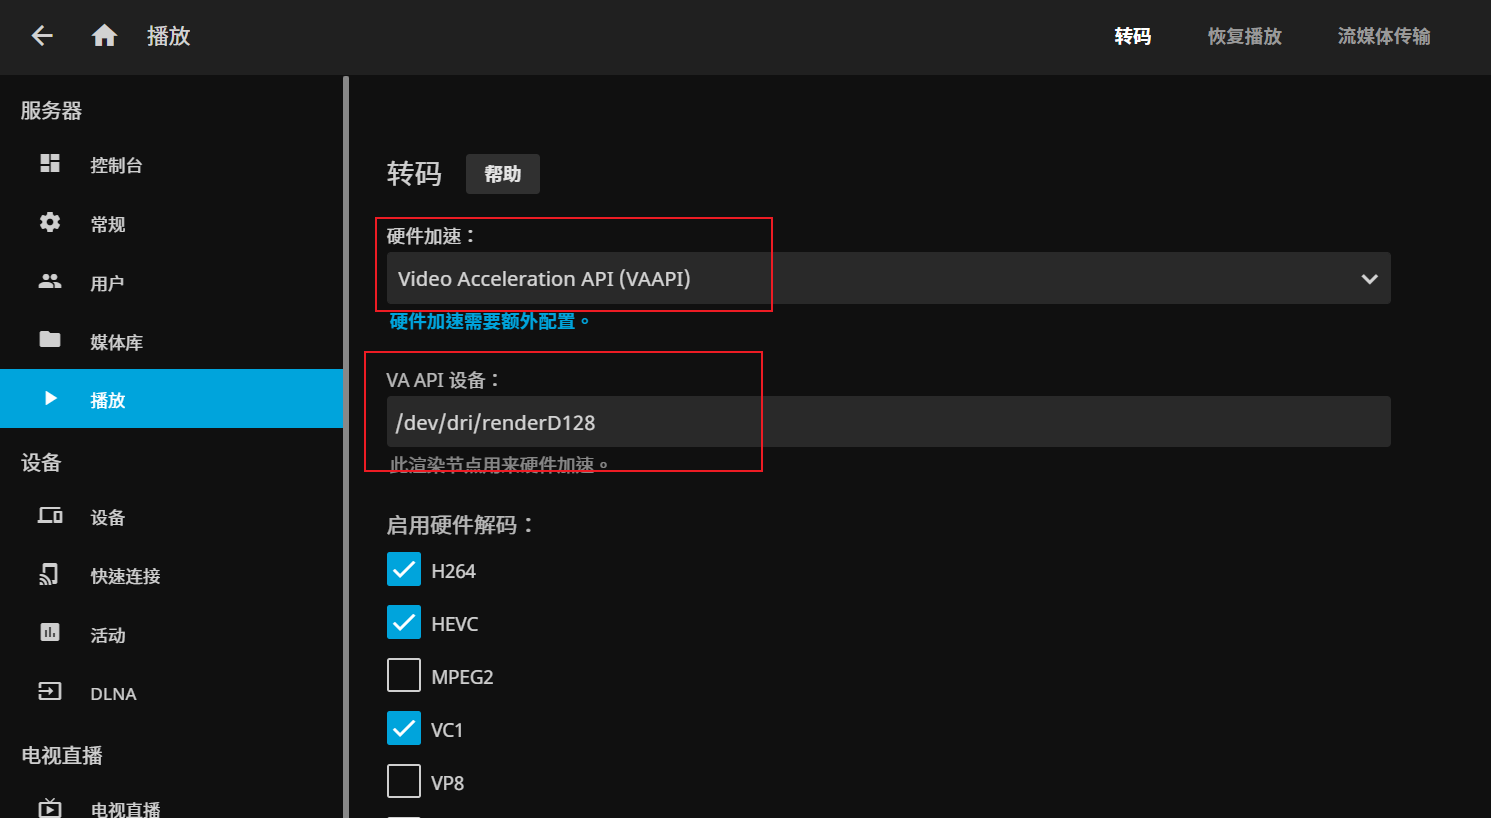 播放
转码
恢复播放
流媒体传输
服务器
控制台
常规
用户
媒体库
播放
设备
设备
快速连接
活动
DLNA
电视直播
电视直播
转码
帮助
硬件加速：
Video Acceleration API (VAAPI)
硬件加速需要额外配置。
VA API 设备：
/dev/dri/renderD128
此渲染节点用来硬件加速。
启用硬件解码：
H264
HEVC
MPEG2
VC1
VP8